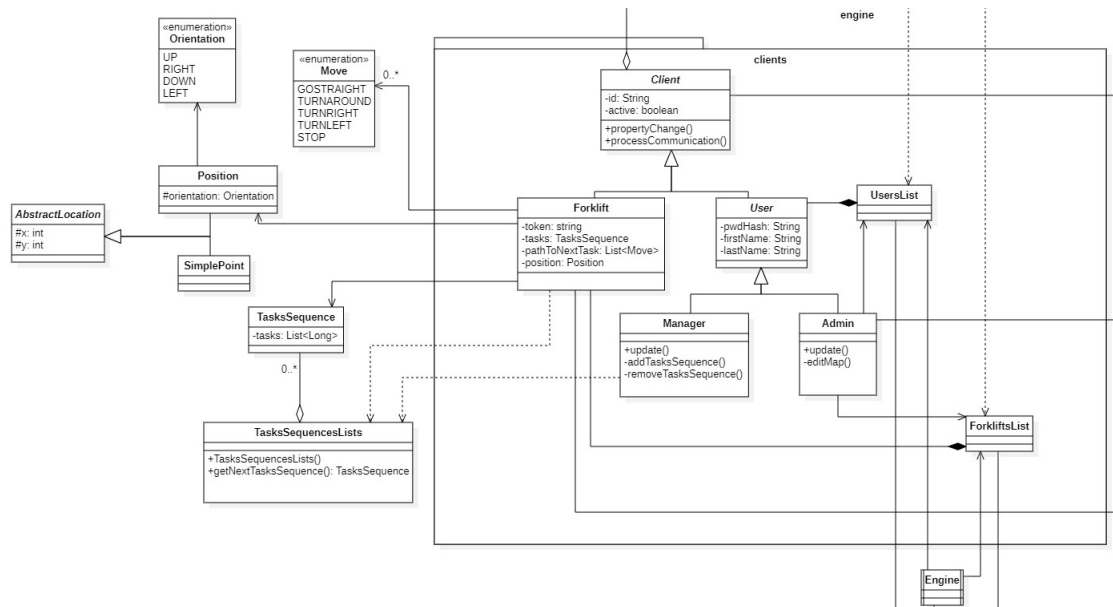 engine
clients
«enumeration»
Orientation
UP
RIGHT
DOWN
LEFT
«enumeration»
Move
GOSTRAIGHT
TURNAROUND
TURNRIGHT
TURNLEFT
STOP
0..*
Client
-id: String
-active: boolean
+propertyChange()
+processCommunication()
Position
#orientation: Orientation
AbstractLocation
#x: int
#y: int
SimplePoint
Forklift
-token: string
-tasks: TasksSequence
-pathToNextTask: List<Move>
-position: Position
User
-pwdHash: String
-firstName: String
-lastName: String
UsersList
TasksSequence
-tasks: List<Long>
0..*
Manager
+update()
-addTasksSequence()
-removeTasksSequence()
Admin
+update()
-editMap()
TasksSequencesLists
+TasksSequencesLists()
+getNextTasksSequence(): TasksSequence
ForkliftsList
Engine